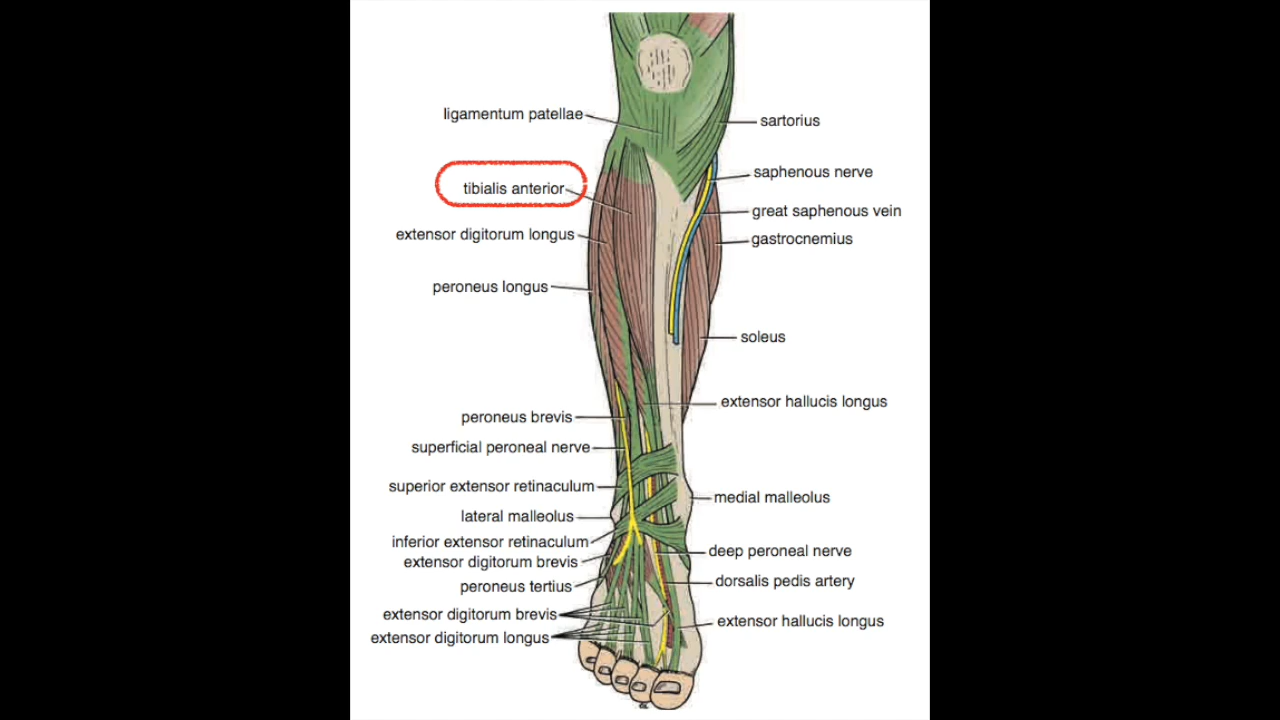 ligamentum patellae
sartorius
saphenous nerve
tibialis anterior
great saphenous vein
extensor digitorum longus
gastrocnemius
peroneus longus
soleus
extensor hallucis longus
peroneus brevis
superficial peroneal nerve
superior extensor retinaculum
medial malleolus
lateral malleolus
inferior extensor retinaculum
deep peroneal nerve
extensor digitorum brevis
dorsalis pedis artery
peroneus tertius
extensor digitorum brevis
extensor hallucis longus
extensor digitorum longus